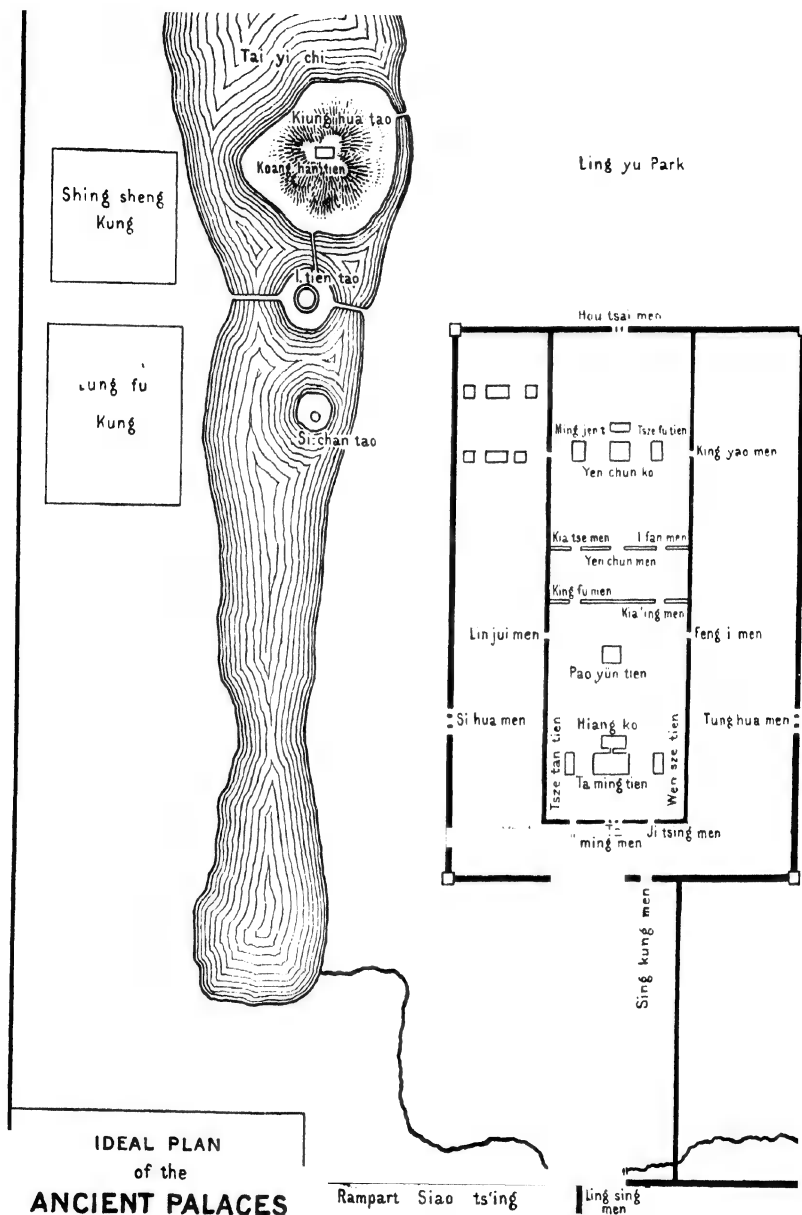 Tai yi chi
Kiung hua tao
Koang han tien
Ling yu Park
Shing sheng
Kung
I tien tao
Hou tsai men
fu
Kung
Si chan tao
Ming jen t
Tsze fu tien
King yao men
Yen chun ko
Kia tse men
I fan men
Yen chun men
King fu men
Kia'ing men
Lin jui men
Feng i men
Pao yün tien
Si hua men
Hiang ko
Tung hua men
Tsze tan tien
Wen sze tien
Ta ming tien
Ji tsing men
ming men
Sing kung men
IDEAL PLAN
of the
ANCIENT PALACES
Rampart Siao ts'ing
Ling sing
men